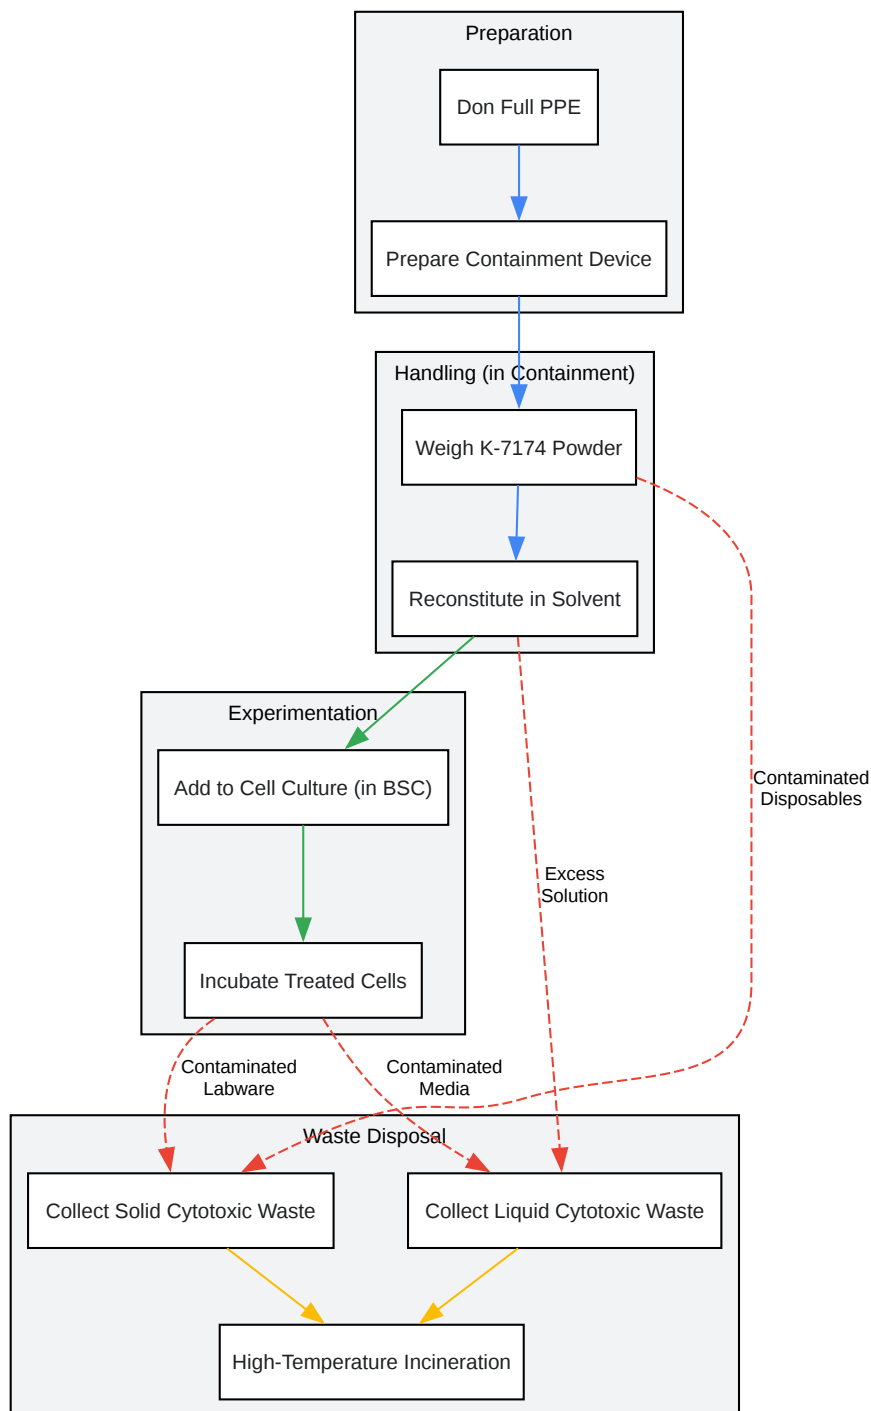 Preparation
Don Full PPE
Prepare Containment Device
Handling (in Containment)
Weigh K-7174 Powder
Reconstitute in Solvent
Experimentation
Add to Cell Culture (in BSC)
Contaminated
Disposables
Excess
Solution
Incubate Treated Cells
Contaminated
Labware
Contaminated
Media
Waste Disposal
Collect Solid Cytotoxic Waste
Collect Liquid Cytotoxic Waste
High-Temperature Incineration